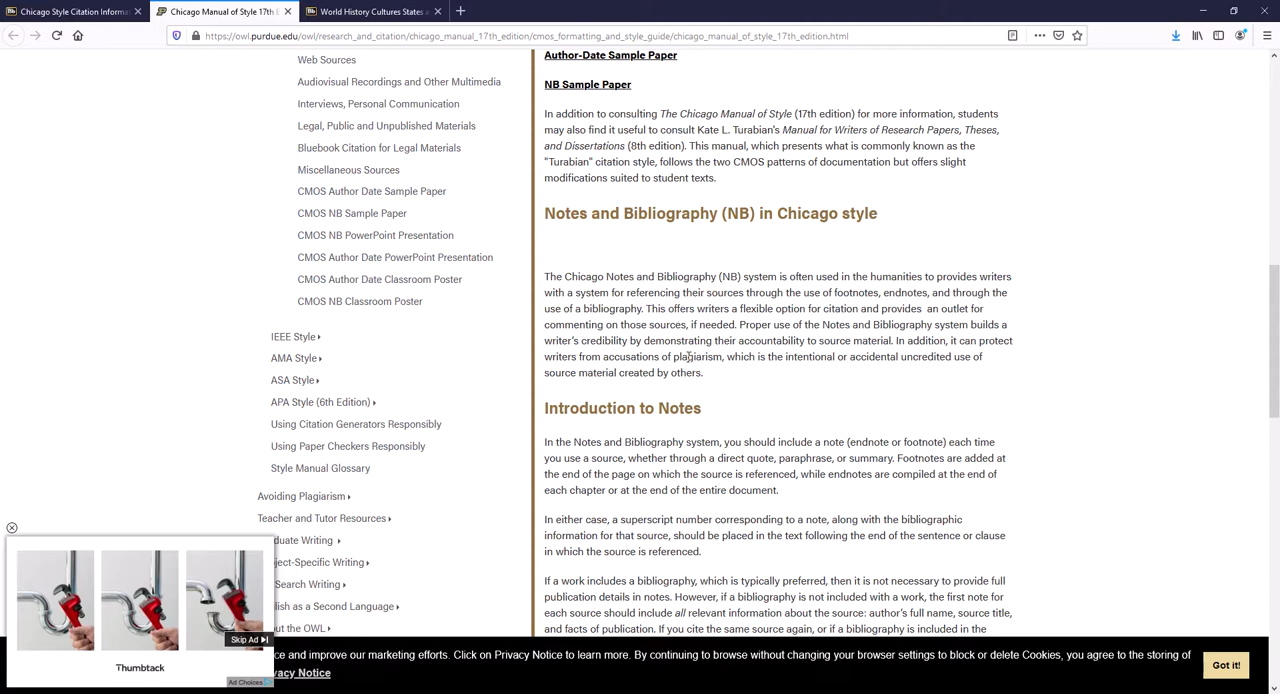 Chicago Style Citation Informat
Chicago Manual of Style 17th E
World History Cultures States a
https://owl.purdue.edu/owl/research_and_citation/chicago_manual_17th_edition/cmos_formatting_and_style_guide/chicago_manual_of_style_17th_edition.html
Web Sources
Audiovisual Recordings and Other Multimedia
Interviews, Personal Communication
Legal, Public and Unpublished Materials
Bluebook Citation for Legal Materials
Miscellaneous Sources
CMOS Author Date Sample Paper
CMOS NB Sample Paper
CMOS NB PowerPoint Presentation
CMOS Author Date PowerPoint Presentation
CMOS Author Date Classroom Poster
CMOS NB Classroom Poster
IEEE Style
AMA Style
ASA Style
APA Style (6th Edition)
Using Citation Generators Responsibly
Using Paper Checkers Responsibly
Style Manual Glossary
Avoiding Plagiarism
Teacher and Tutor Resources
aduate Writing
bject-Specific Writing
Search Writing
glish as a Second Language
out the OWL
Author-Date Sample Paper
NB Sample Paper
In addition to consulting The Chicago Manual of Style (17th edition) for more information, students
may also find it useful to consult Kate L. Turabian's Manual for Writers of Research Papers, Theses,
and Dissertations (8th edition). This manual, which presents what is commonly known as the
"Turabian" citation style, follows the two CMOS patterns of documentation but offers slight
modifications suited to student texts.
Notes and Bibliography (NB) in Chicago style
The Chicago Notes and Bibliography (NB) system is often used in the humanities to provides writers
with a system for referencing their sources through the use of footnotes, endnotes, and through the
use of a bibliography. This offers writers a flexible option for citation and provides an outlet for
commenting on those sources, if needed. Proper use of the Notes and Bibliography system builds a
writer's credibility by demonstrating their accountability to source material. In addition, it can protect
writers from accusations of plagiarism, which is the intentional or accidental uncredited use of
source material created by others.
Introduction to Notes
In the Notes and Bibliography system, you should include a note (endnote or footnote) each time
you use a source, whether through a direct quote, paraphrase, or summary. Footnotes are added at
the end of the page on which the source is referenced, while endnotes are compiled at the end of
each chapter or at the end of the entire document.
In either case, a superscript number corresponding to a note, along with the bibliographic
information for that source, should be placed in the text following the end of the sentence or clause
in which the source is referenced.
If a work includes a bibliography, which is typically preferred, then it is not necessary to provide full
publication details in notes. However, if a bibliography is not included with a work, the first note for
each source should include all relevant information about the source: author's full name, source title,
and facts of publication. If you cite the same source again, or if a bibliography is included in the
Skip Ad
Thumbtack
Ad Choices
ce and improve our marketing efforts. Click on Privacy Notice to learn more. By continuing to browse without changing your browser settings to block or delete Cookies, you agree to the storing of
vacy Notice
Got it!